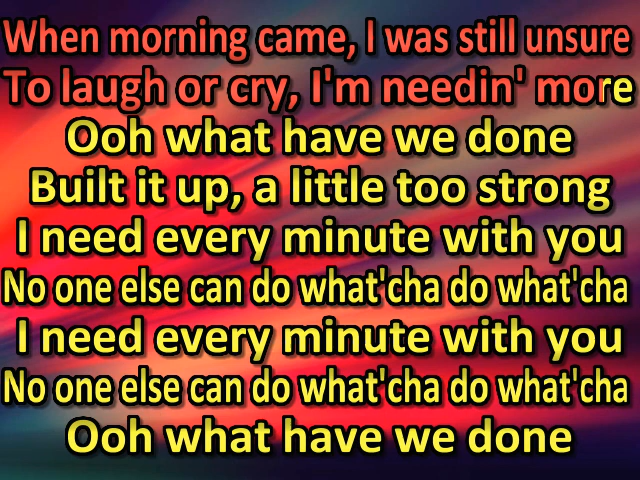 When morning came, I was still unsure
To laugh or cry, I'm needin' more
Ooh what have we done
Built it up, a little too strong
I need every minute with you
No one else can do what'cha do what'cha
I need every minute with you
No one else can do what'cha do what'cha
Ooh what have we done